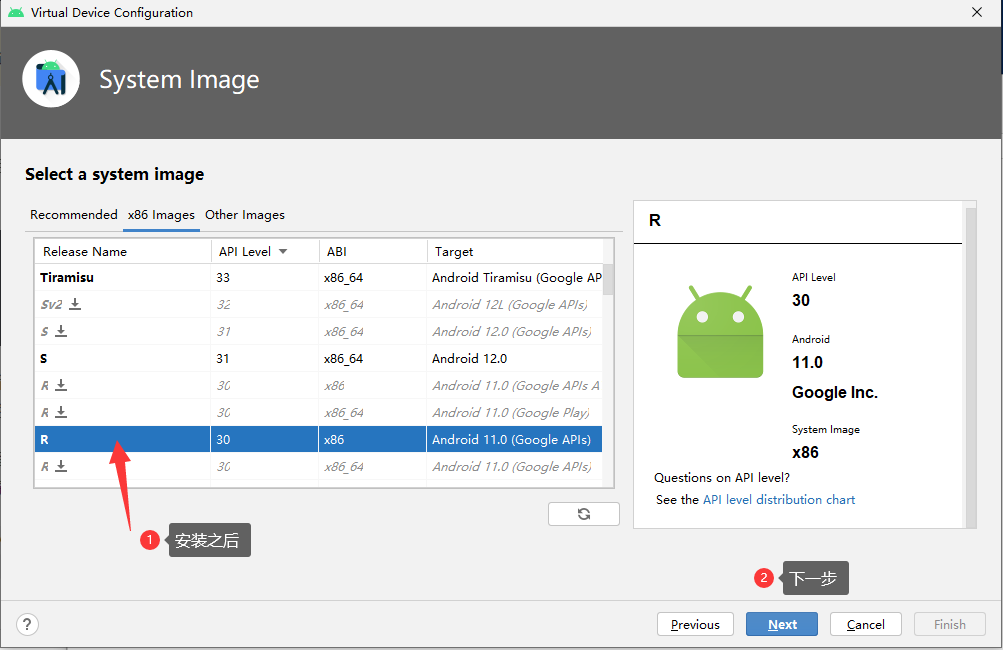 Virtual Device Configuration
System Image
Select a system image
Recommended x86 Images Other Images
Release Name API Level ABI Target
Tiramisu 33 x86_64 Android Tiramisu (Google AP
Sv2 32 x86_64 Android 12L (Google APIs)
S 31 x86_64 Android 12.0 (Google APIs)
S 31 x86_64 Android 12.0
R 30 x86 Android 11.0 (Google APIs A
R 30 x86_64 Android 11.0 (Google Play)
R 30 x86 Android 11.0 (Google APIs)
R 30 x86_64 Android 11.0 (Google APIs)
R
API Level
30
Android
11.0
Google Inc.
System Image
x86
Questions on API level?
See the API level distribution chart
1 安装之后
2 下一步
? Previous Next Cancel Finish